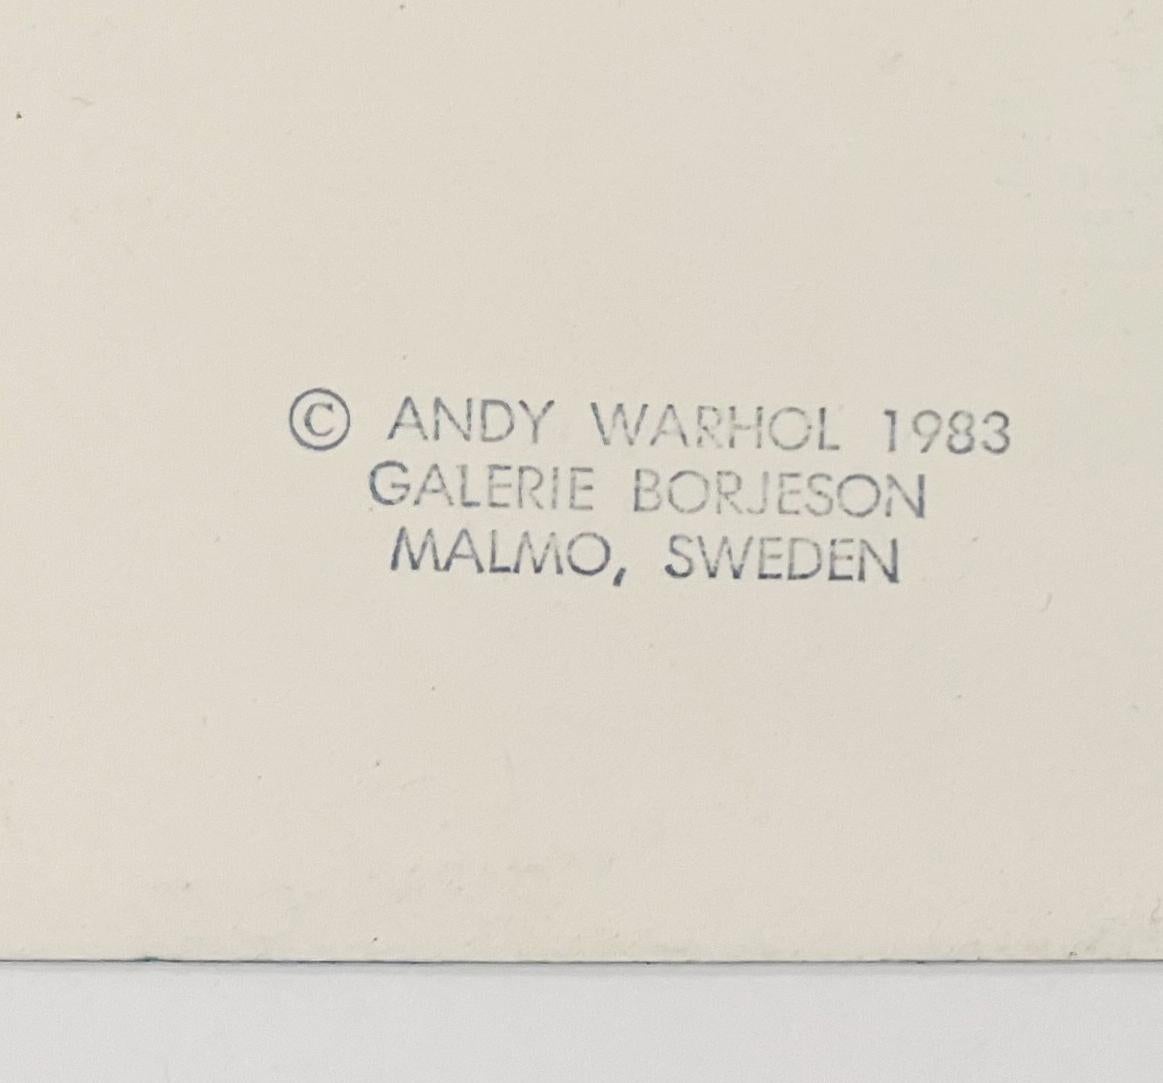 © ANDY WARHOL 1983
GALERIE BORJESON
MALMO, SWEDEN